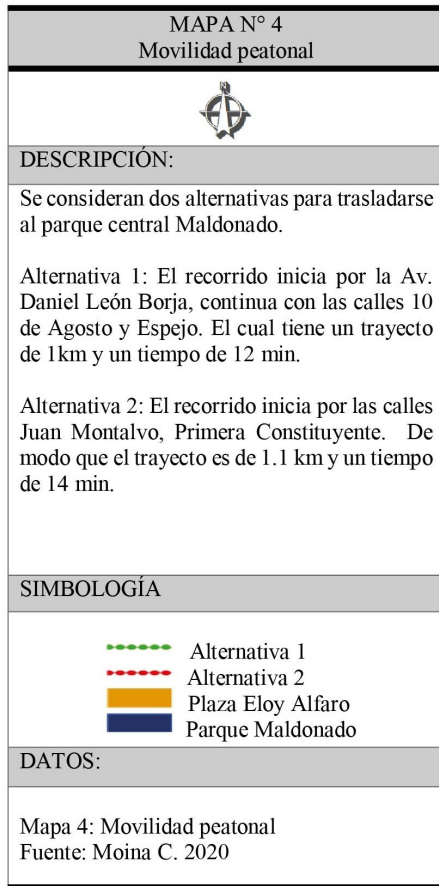 MAPA N° 4
Movilidad peatonal
DESCRIPCIÓN:
Se consideran dos alternativas para trasladarse
al parque central Maldonado.
Alternativa 1: El recorrido inicia por la Av.
Daniel León Borja, continua con las calles 10
de Agosto y Espejo. El cual tiene un trayecto
de 1km y un tiempo de 12 min.
Alternativa 2: El recorrido inicia por las calles
Juan Montalvo, Primera Constituyente. De
modo que el trayecto es de 1.1 km y un tiempo
de 14 min.
SIMBOLOGÍA
Alternativa 1
Alternativa 2
Plaza Eloy Alfaro
Parque Maldonado
DATOS:
Mapa 4: Movilidad peatonal
Fuente: Moina C. 2020